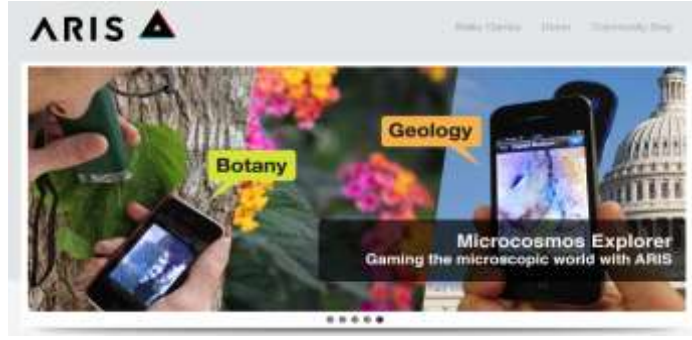 ARIS
Botany
Geology
Microcosmos Explorer
Gaming the microscopic world with ARIS